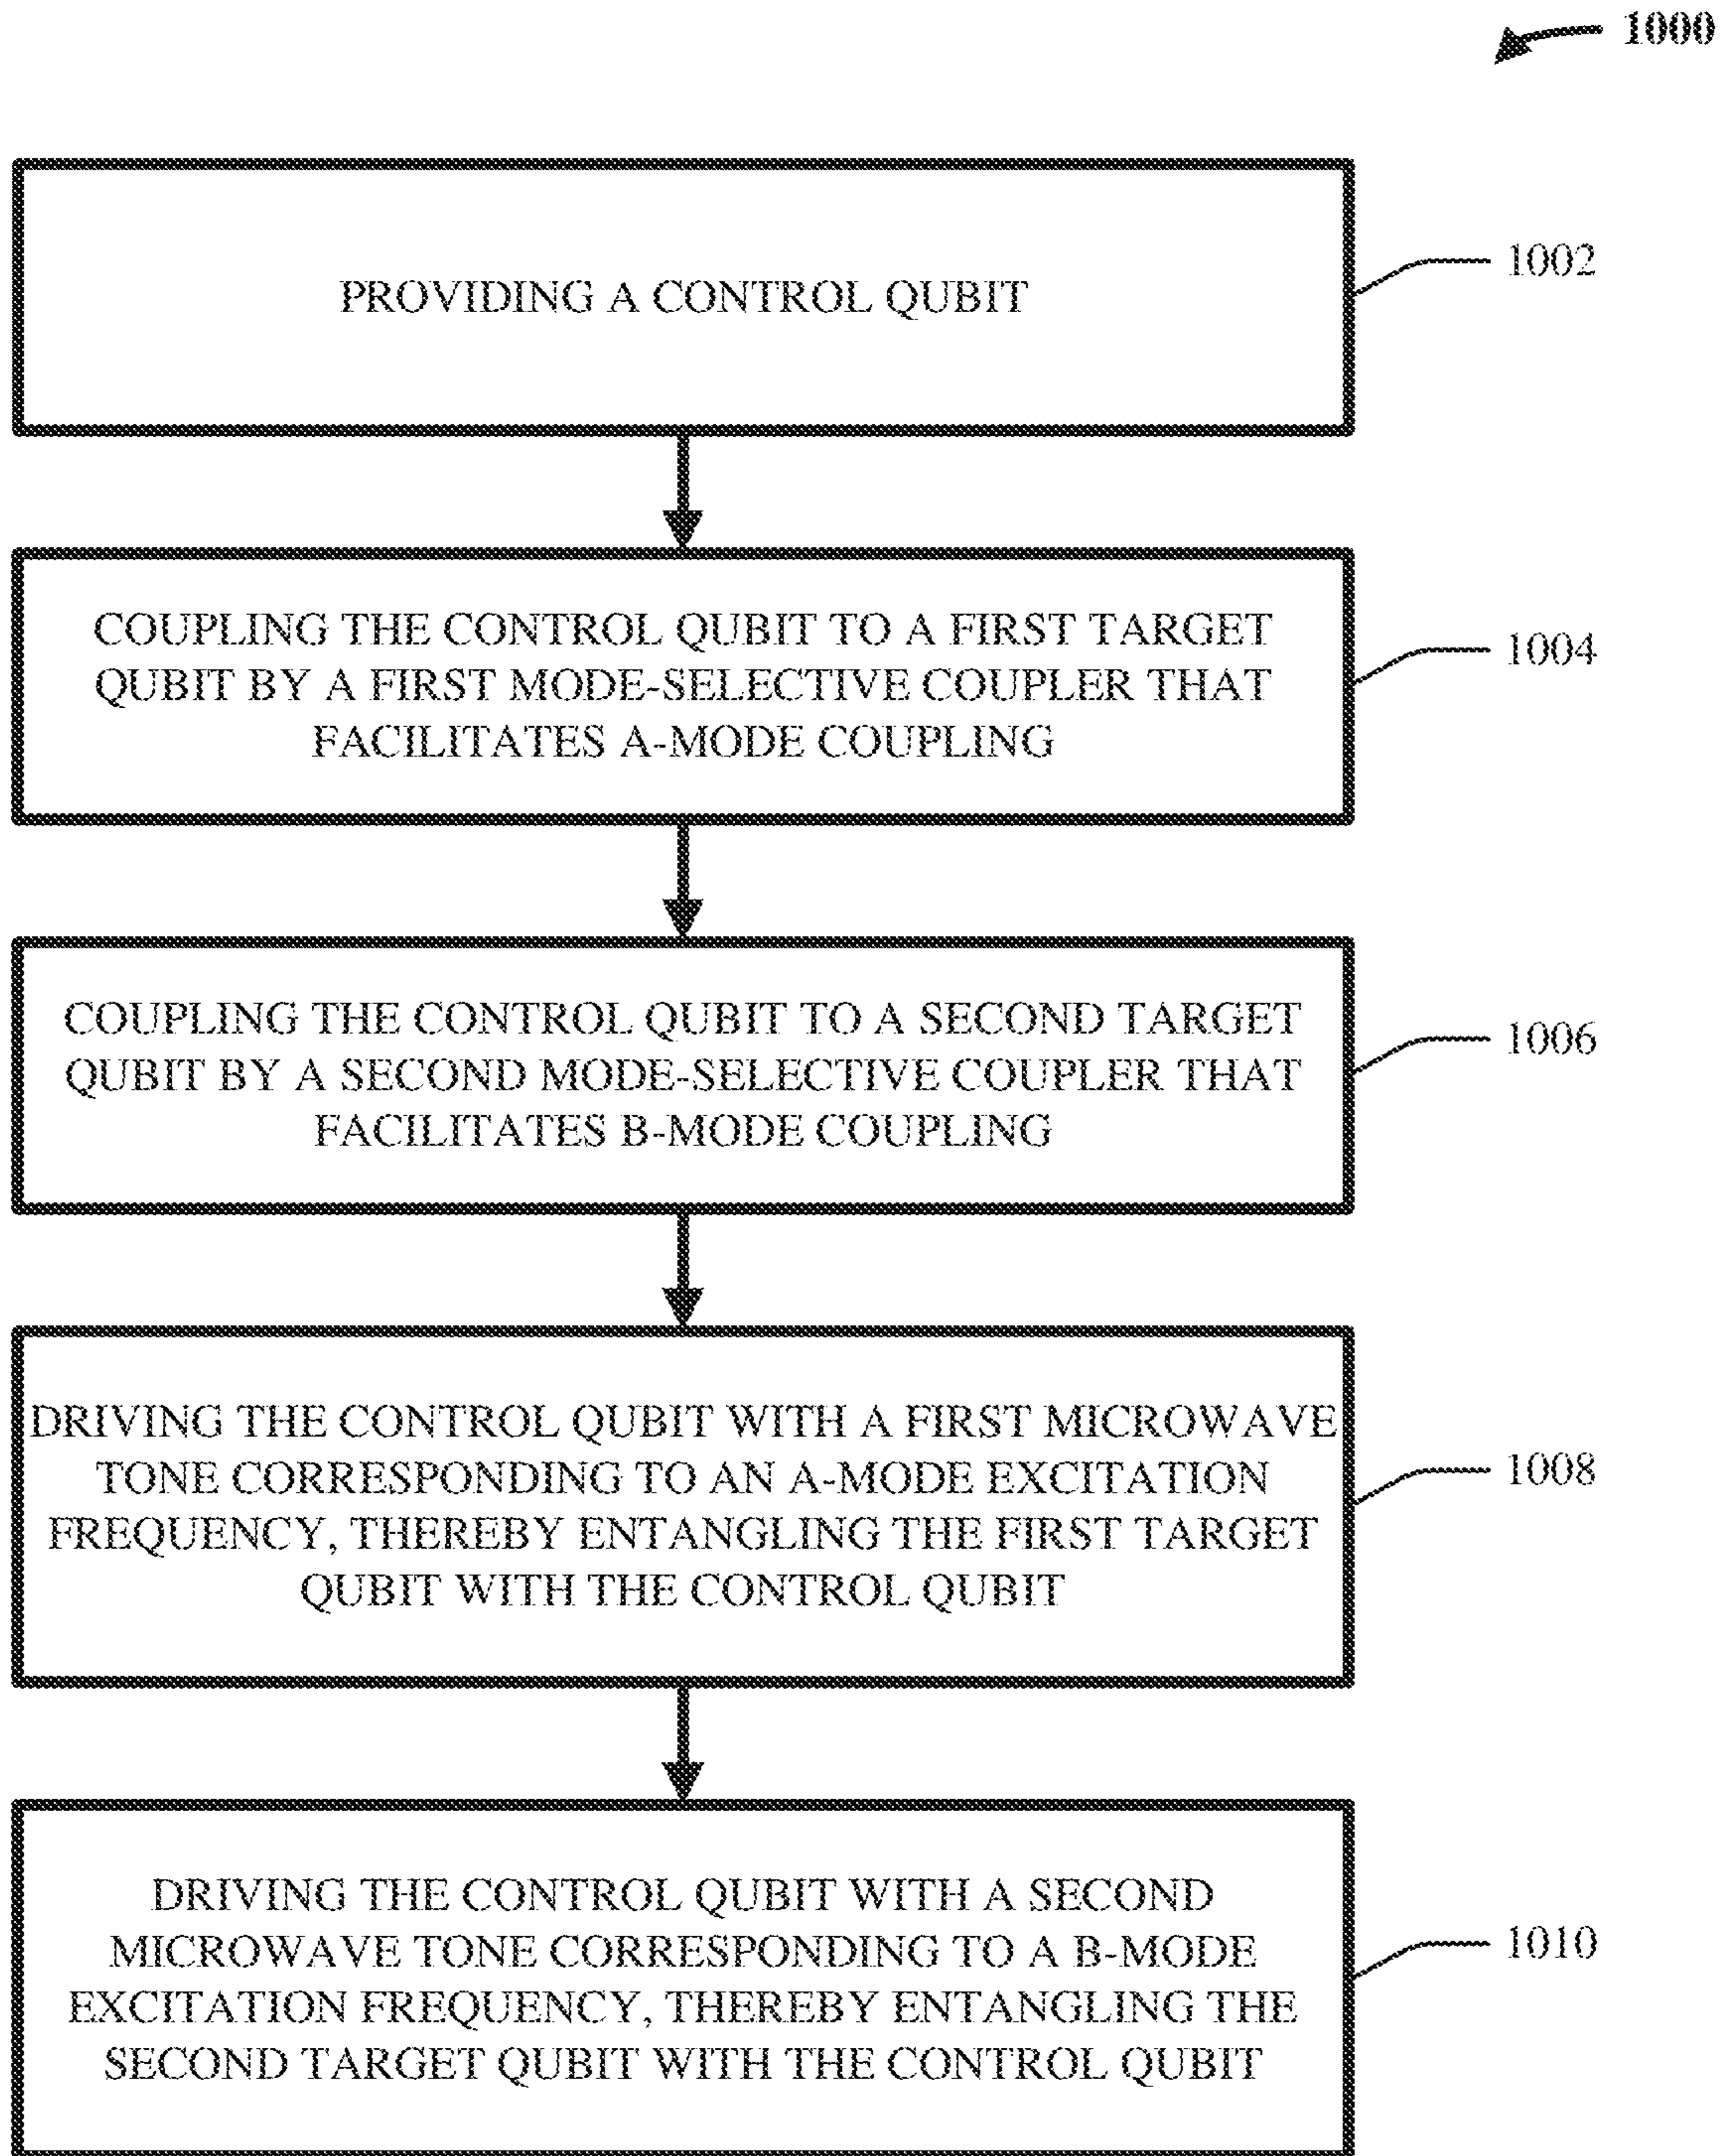 1000
PROVIDING A CONTROL QUBIT
1002
COUPLING THE CONTROL QUBIT TO A FIRST TARGET
QUBIT BY A FIRST MODE-SELECTIVE COUPLER THAT
FACILITATES A-MODE COUPLING
1004
COUPLING THE CONTROL QUBIT TO A SECOND TARGET
QUBIT BY A SECOND MODE-SELECTIVE COUPLER THAT
FACILITATES B-MODE COUPLING
1006
DRIVING THE CONTROL QUBIT WITH A FIRST MICROWAVE
TONE CORRESPONDING TO AN A-MODE EXCITATION
FREQUENCY, THEREBY ENTANGLING THE FIRST TARGET
QUBIT WITH THE CONTROL QUBIT
1008
DRIVING THE CONTROL QUBIT WITH A SECOND
MICROWAVE TONE CORRESPONDING TO A B-MODE
EXCITATION FREQUENCY, THEREBY ENTANGLING THE
SECOND TARGET QUBIT WITH THE CONTROL QUBIT
1010